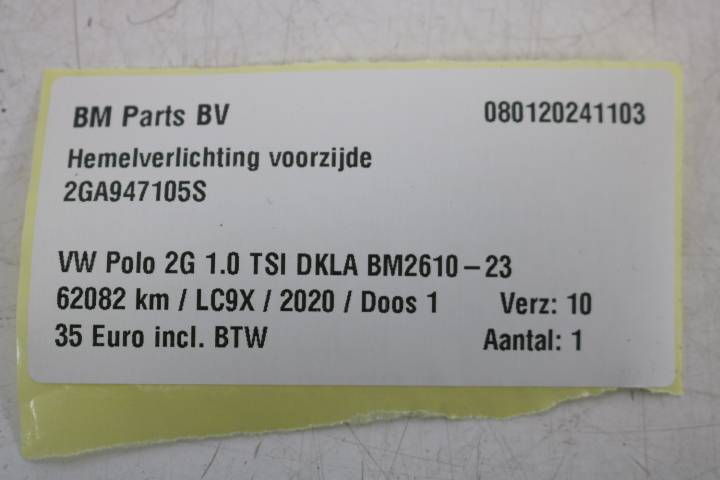 BM Parts BV 080120241103
Hemelverlichting voorzijde
2GA947105S
VW Polo 2G 1.0 TSI DKLA BM2610-23
62082 km / LC9X / 2020 / Doos 1 Verz: 10
35 Euro incl. BTW Aantal: 1